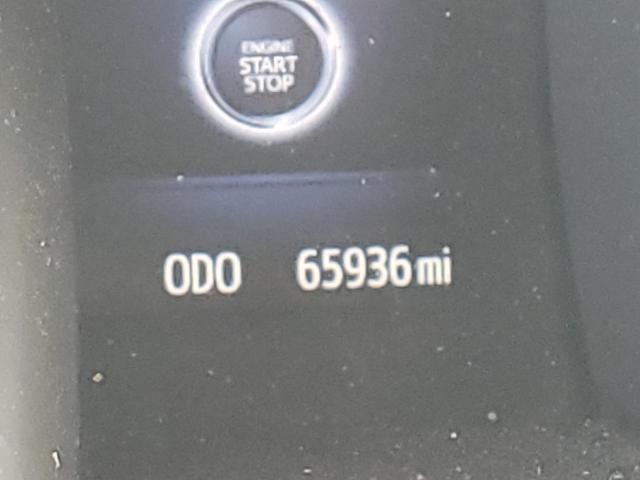 ENGINE
START
STOP
ODO 65936 mi